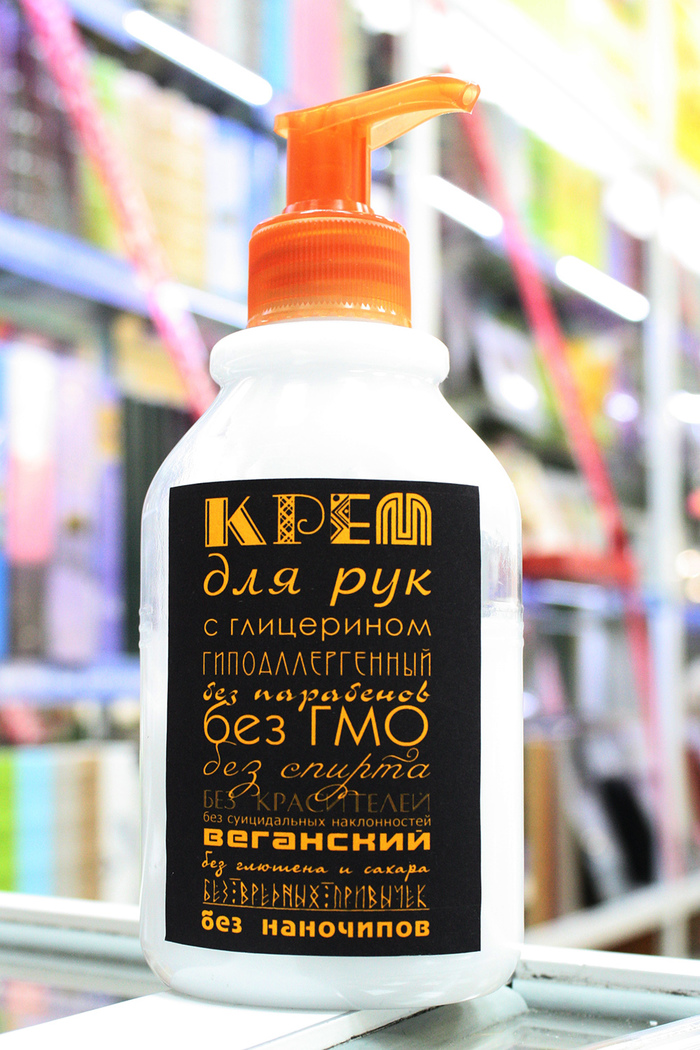 КРЕМ
для рук
с глицерином
гипоаллергенный
без парабенов
без ГМО
без спирта
БЕЗ КРАСИТЕЛЕЙ
без суицидальных наклонностей
веганский
без глютена и сахара
БЕЗ:ВРЕДНЫХ:ПРИВЫЧЕК
без наночипов